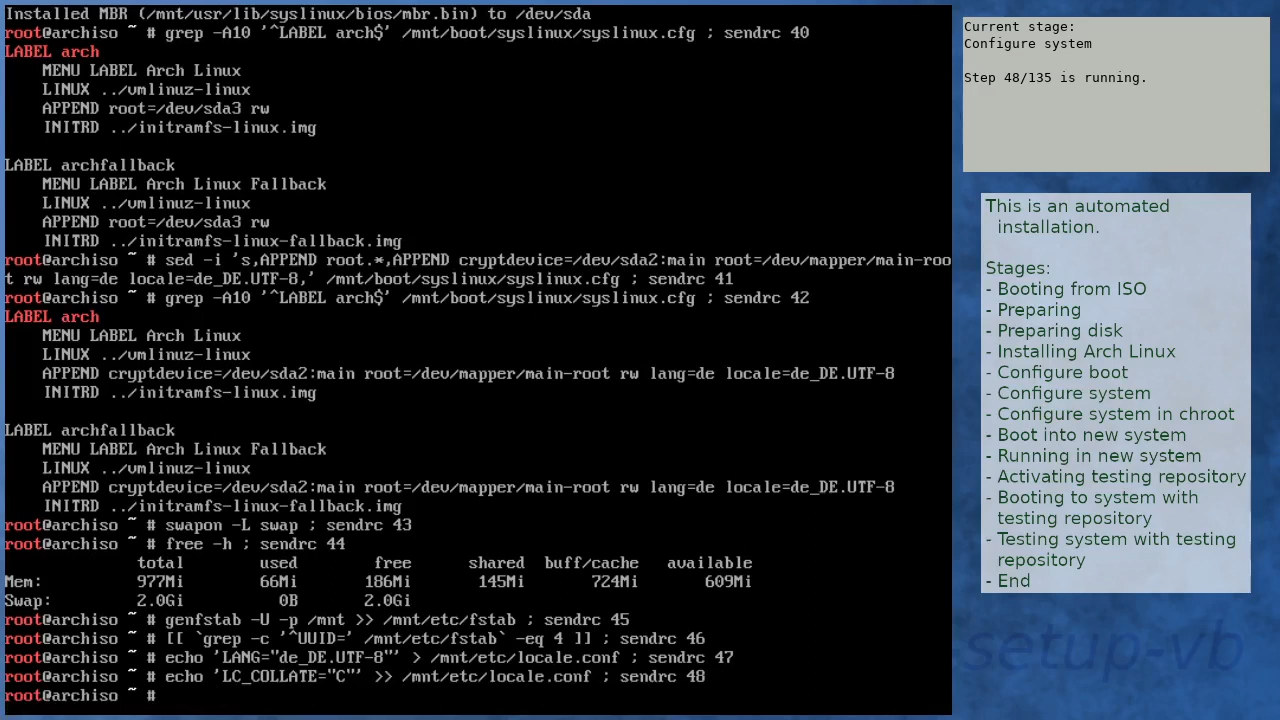 Installed MBR (/mnt/usr/lib/syslinux/bios/mbr.bin) to /dev/sda
root@archiso ~ # grep -A10 '^LABEL arch$' /mnt/boot/syslinux/syslinux.cfg ; sendrc 40
LABEL arch
    MENU LABEL Arch Linux
    LINUX ../vmlinuz-linux
    APPEND root=/dev/sda3 rw
    INITRD ../initramfs-linux.img

LABEL archfallback
    MENU LABEL Arch Linux Fallback
    LINUX ../vmlinuz-linux
    APPEND root=/dev/sda3 rw
    INITRD ../initramfs-linux-fallback.img
root@archiso ~ # sed -i 's,APPEND root.*,APPEND cryptdevice=/dev/sda2:main root=/dev/mapper/main-roo
t rw lang=de locale=de_DE.UTF-8,' /mnt/boot/syslinux/syslinux.cfg ; sendrc 41
root@archiso ~ # grep -A10 '^LABEL arch$' /mnt/boot/syslinux/syslinux.cfg ; sendrc 42
LABEL arch
    MENU LABEL Arch Linux
    LINUX ../vmlinuz-linux
    APPEND cryptdevice=/dev/sda2:main root=/dev/mapper/main-root rw lang=de locale=de_DE.UTF-8
    INITRD ../initramfs-linux.img

LABEL archfallback
    MENU LABEL Arch Linux Fallback
    LINUX ../vmlinuz-linux
    APPEND cryptdevice=/dev/sda2:main root=/dev/mapper/main-root rw lang=de locale=de_DE.UTF-8
    INITRD ../initramfs-linux-fallback.img
root@archiso ~ # swapon -L swap ; sendrc 43
root@archiso ~ # free -h ; sendrc 44
              total        used        free      shared  buff/cache   available
Mem:          977Mi        66Mi       186Mi       145Mi       724Mi       609Mi
Swap:         2.0Gi          0B       2.0Gi
root@archiso ~ # genfstab -U -p /mnt >> /mnt/etc/fstab ; sendrc 45
root@archiso ~ # [[ `grep -c '^UUID=' /mnt/etc/fstab` -eq 4 ]] ; sendrc 46
root@archiso ~ # echo 'LANG="de_DE.UTF-8"' > /mnt/etc/locale.conf ; sendrc 47
root@archiso ~ # echo 'LC_COLLATE="C"' >> /mnt/etc/locale.conf ; sendrc 48
root@archiso ~ #
Current stage:
Configure system

Step 48/135 is running.
This is an automated
installation.

Stages:
- Booting from ISO
- Preparing
- Preparing disk
- Installing Arch Linux
- Configure boot
- Configure system
- Configure system in chroot
- Boot into new system
- Running in new system
- Activating testing repository
- Booting to system with
testing repository
- Testing system with testing
repository
- End
setup-vb